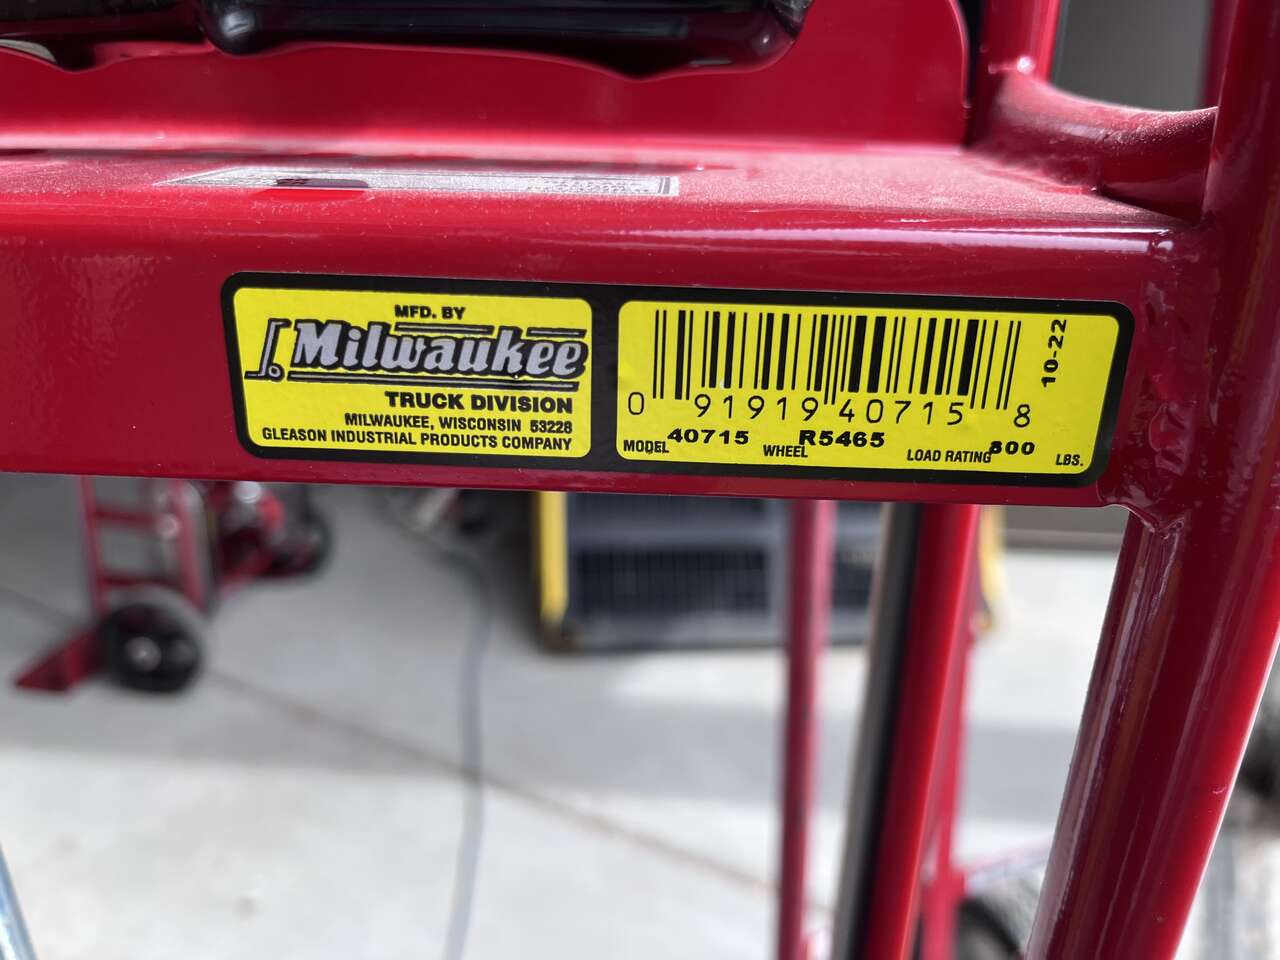 MFD. BY
Milwaukee
TRUCK DIVISION
MILWAUKEE, WISCONSIN 53228
GLEASON INDUSTRIAL PRODUCTS COMPANY
10-22
0 91919 40715 8
MODEL 40715 WHEEL R5465 LOAD RATING 800 LBS.